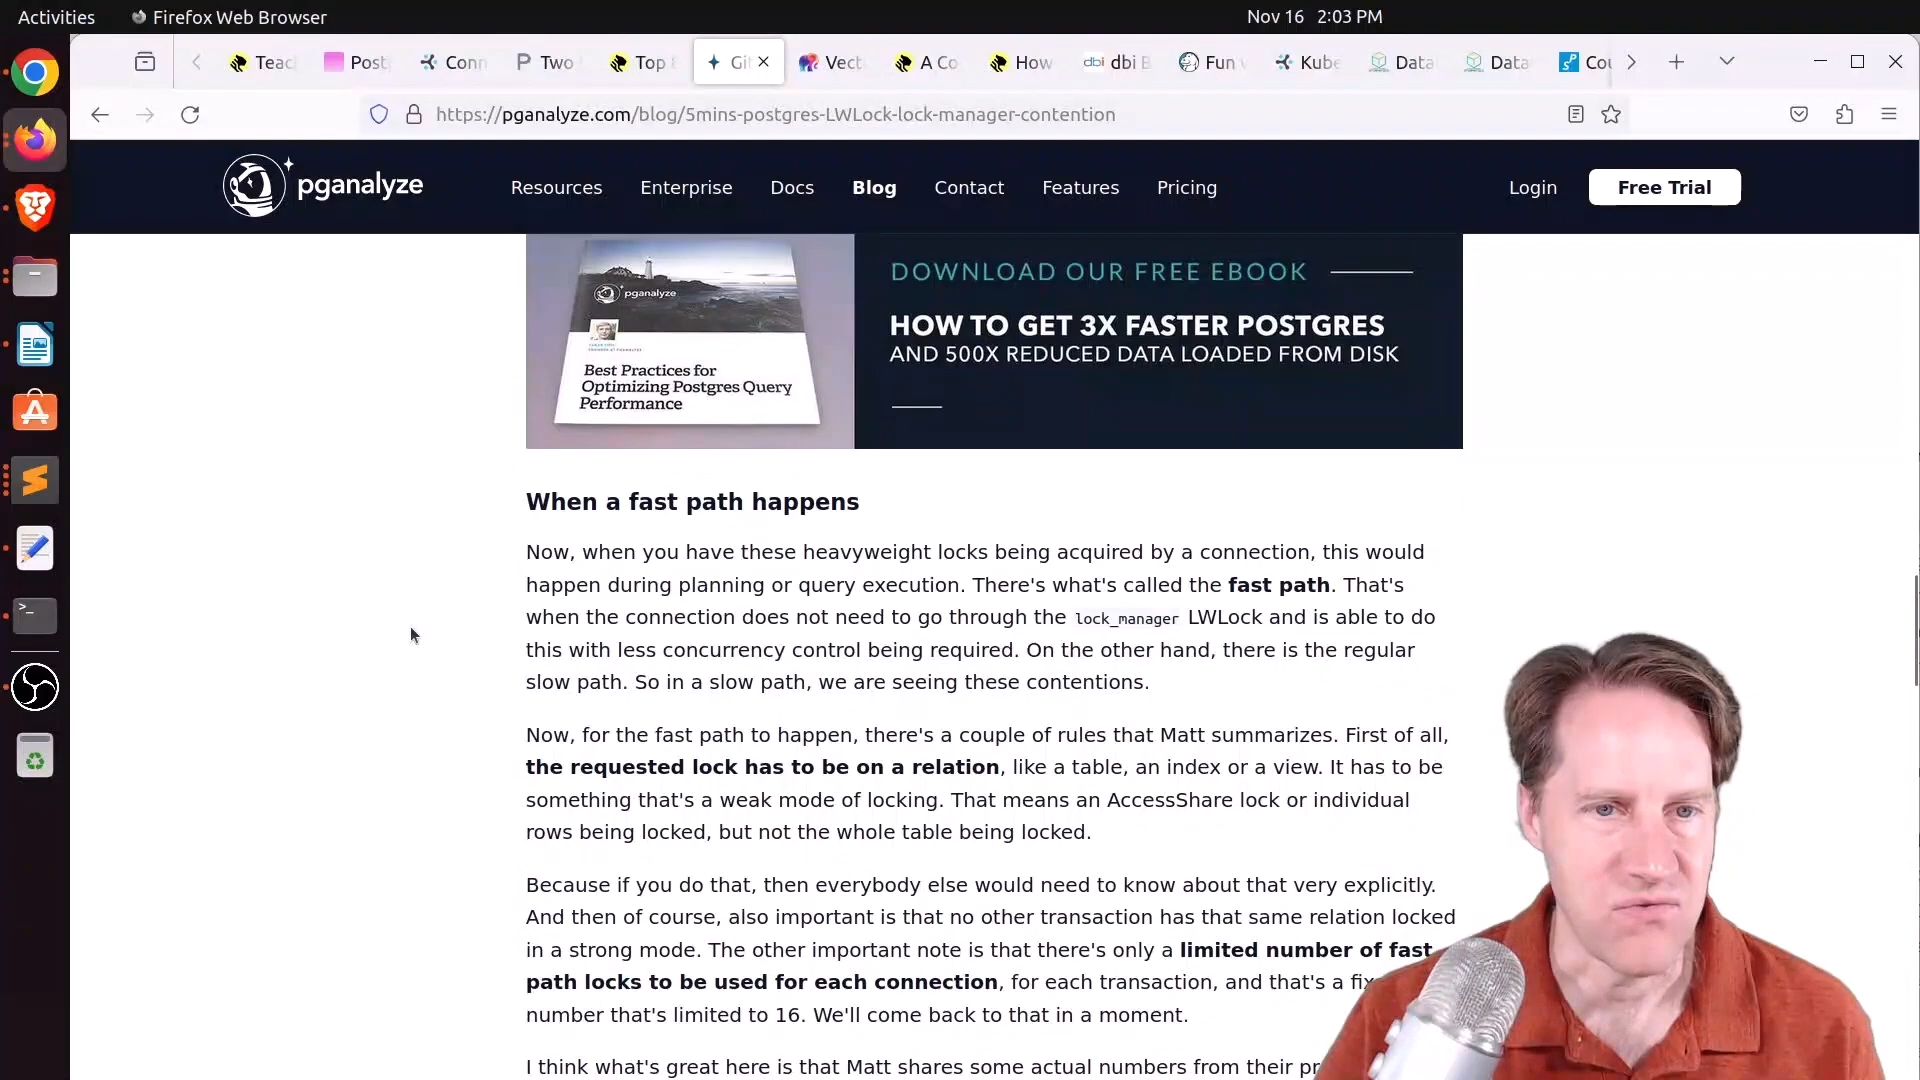 Activities Firefox Web Browser Nov 16 2:03 PM
Teac Post Conn Two Top Gi Vect A Co How dbi B Fun Kube Data Data Cou
https://pganalyze.com/blog/5mins-postgres-LWLock-lock-manager-contention
pganalyze Resources Enterprise Docs Blog Contact Features Pricing Login Free Trial
pganalyze
Best Practices for
Optimizing Postgres Query
Performance
DOWNLOAD OUR FREE EBOOK
HOW TO GET 3X FASTER POSTGRES
AND 500X REDUCED DATA LOADED FROM DISK
When a fast path happens
Now, when you have these heavyweight locks being acquired by a connection, this would
happen during planning or query execution. There's what's called the fast path. That's
when the connection does not need to go through the lock_manager LWLock and is able to do
this with less concurrency control being required. On the other hand, there is the regular
slow path. So in a slow path, we are seeing these contentions.
Now, for the fast path to happen, there's a couple of rules that Matt summarizes. First of all,
the requested lock has to be on a relation, like a table, an index or a view. It has to be
something that's a weak mode of locking. That means an AccessShare lock or individual
rows being locked, but not the whole table being locked.
Because if you do that, then everybody else would need to know about that very explicitly.
And then of course, also important is that no other transaction has that same relation locked
in a strong mode. The other important note is that there's only a limited number of fast
path locks to be used for each connection, for each transaction, and that's a fix
number that's limited to 16. We'll come back to that in a moment.
I think what's great here is that Matt shares some actual numbers from their pr